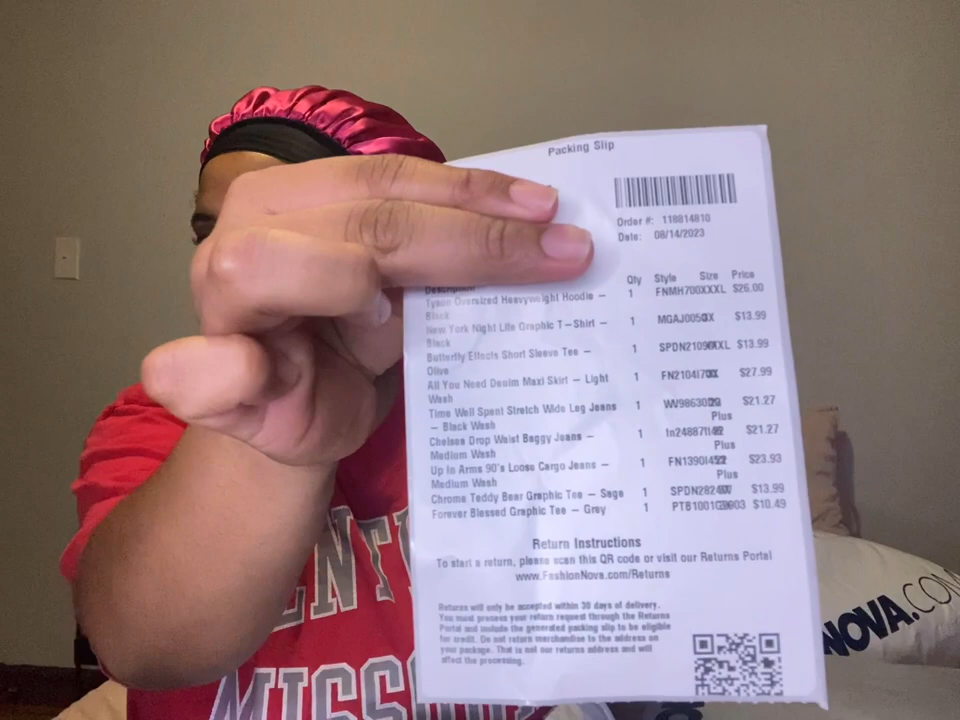 Packing Slip
Order #: 118814810
Date: 08/14/2023
Description Qty Style Size Price
Tyson Oversized Heavyweight Hoodie – 1 FNMH700XXXL $26.00
Black
New York Night Life Graphic T-Shirt – 1 $13.99
Black
Butterfly Effects Short Sleeve Tee – 1 $13.99
Olive
All You Need Denim Maxi Skirt – Light 1 $27.99
Wash
Time Well Spent Stretch Wide Leg Jeans 1 $21.27
– Black Wash Plus
Chelsea Drop Waist Baggy Jeans – 1 $21.27
Medium Wash Plus
Up In Arms 90's Loose Cargo Jeans – 1 $23.93
Medium Wash Plus
Chrome Teddy Bear Graphic Tee – Sage 1 $13.99
Forever Blessed Graphic Tee – Grey 1 $10.49
Return Instructions
To start a return, please scan this QR code or visit our Returns Portal
www.FashionNova.com/Returns
Returns will only be accepted within 30 days of delivery.
You must process your return request through the Returns
Portal and include the generated packing slip to be eligible
for credit. Do not return merchandise to the address on
your package. That is not our returns address and will
affect the processing.
NOVA.CO
ENT
MISSO